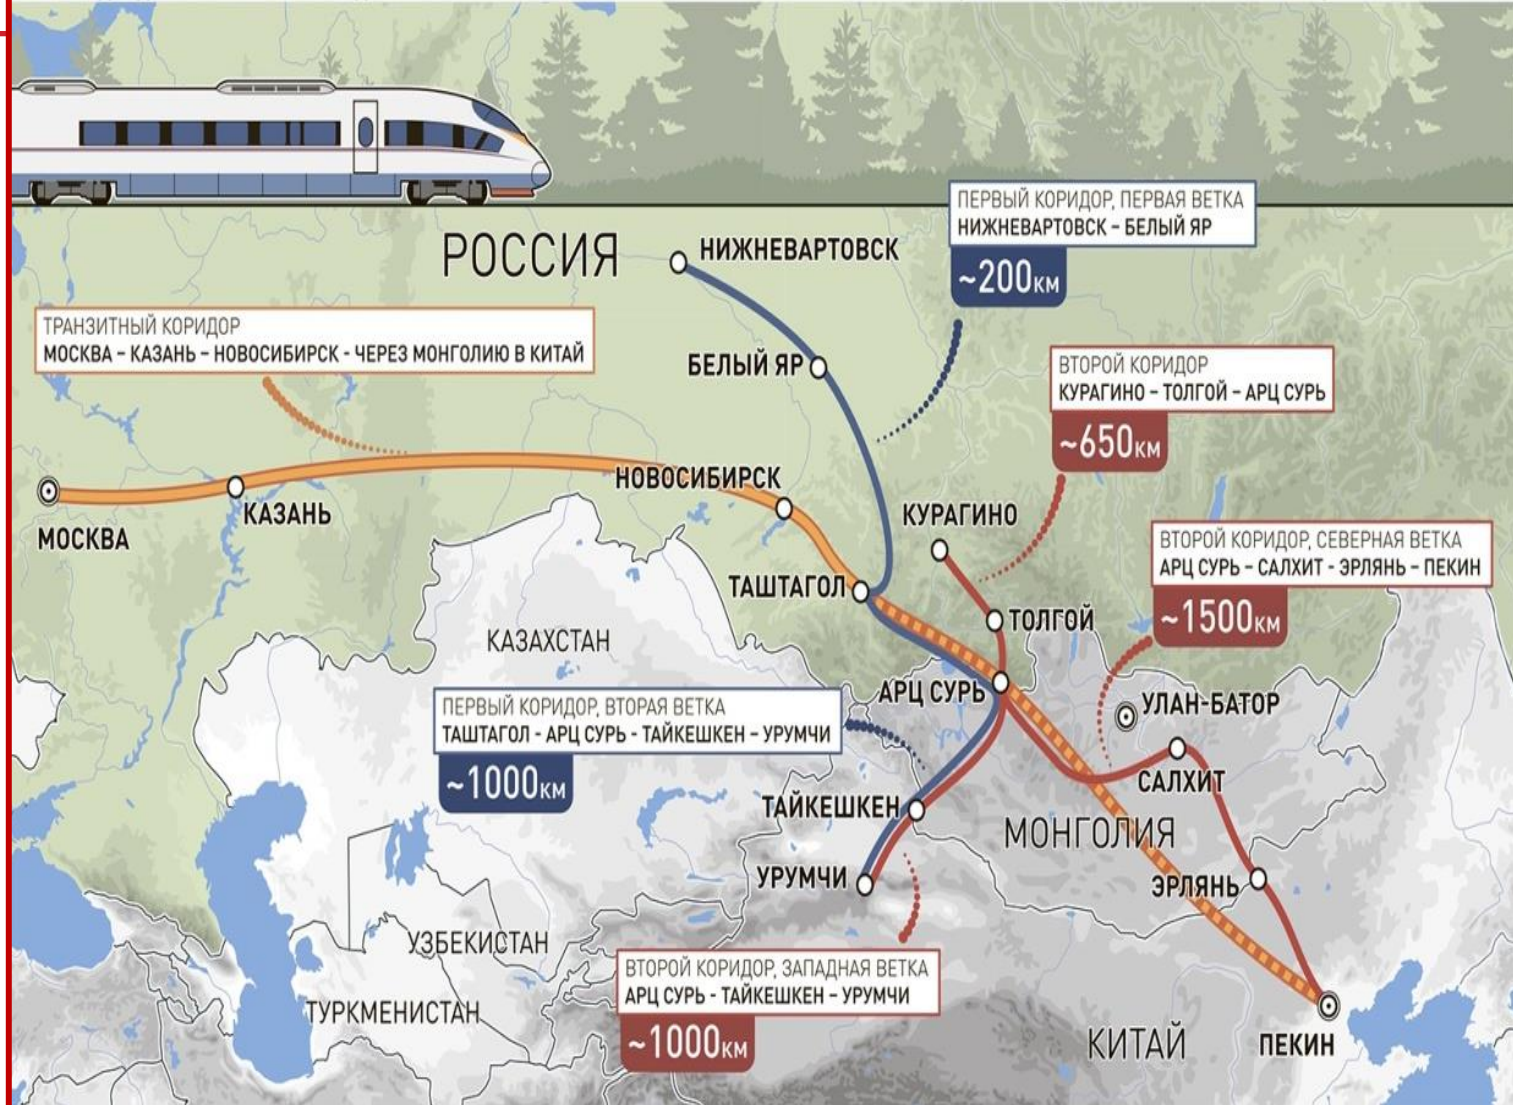 ПЕРВЫЙ КОРИДОР, ПЕРВАЯ ВЕТКА
НИЖНЕВАРТОВСК – БЕЛЫЙ ЯР
~200КМ
РОССИЯ
НИЖНЕВАРТОВСК
ТРАНЗИТНЫЙ КОРИДОР
МОСКВА – КАЗАНЬ – НОВОСИБИРСК - ЧЕРЕЗ МОНГОЛИЮ В КИТАЙ
БЕЛЫЙ ЯР
ВТОРОЙ КОРИДОР
КУРАГИНО – ТОЛГОЙ – АРЦ СУРЬ
~650КМ
НОВОСИБИРСК
МОСКВА
КАЗАНЬ
КУРАГИНО
ВТОРОЙ КОРИДОР, СЕВЕРНАЯ ВЕТКА
АРЦ СУРЬ – САЛХИТ - ЭРЛЯНЬ – ПЕКИН
~1500КМ
ТАШТАГОЛ
ТОЛГОЙ
КАЗАХСТАН
АРЦ СУРЬ
УЛАН-БАТОР
ПЕРВЫЙ КОРИДОР, ВТОРАЯ ВЕТКА
ТАШТАГОЛ - АРЦ СУРЬ - ТАЙКЕШКЕН – УРУМЧИ
~1000КМ
САЛХИТ
ТАЙКЕШКЕН
МОНГОЛИЯ
УРУМЧИ
ЭРЛЯНЬ
УЗБЕКИСТАН
ВТОРОЙ КОРИДОР, ЗАПАДНАЯ ВЕТКА
АРЦ СУРЬ - ТАЙКЕШКЕН – УРУМЧИ
~1000КМ
ТУРКМЕНИСТАН
КИТАЙ
ПЕКИН